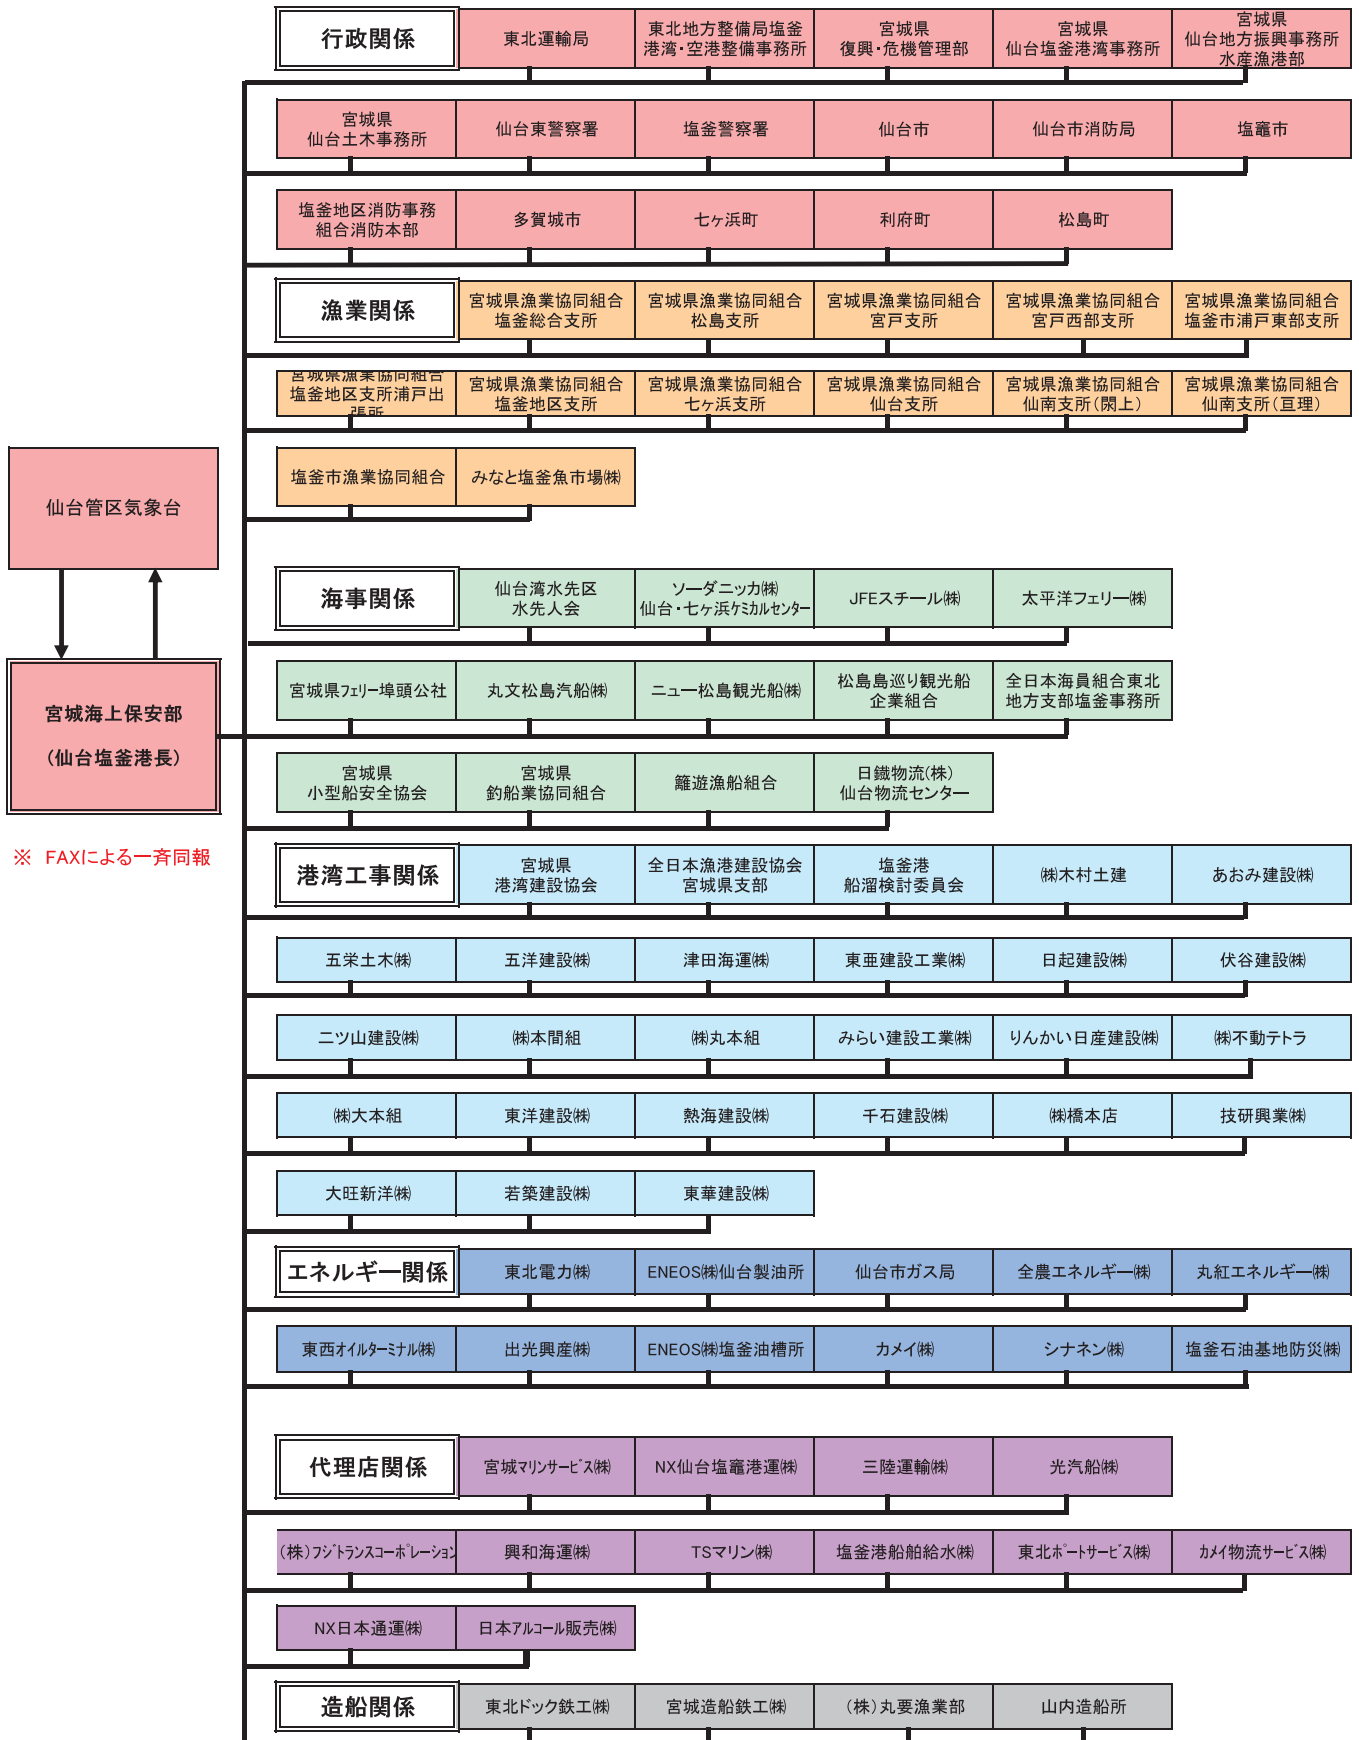 行政関係
東北運輸局
東北地方整備局塩釜
港湾・空港整備事務所
宮城県
復興・危機管理部
宮城県
仙台塩釜港湾事務所
宮城県
仙台地方振興事務所
水産漁港部
宮城県
仙台土木事務所
仙台東警察署
塩釜警察署
仙台市
仙台市消防局
塩竈市
塩釜地区消防事務
組合消防本部
多賀城市
七ヶ浜町
利府町
松島町
漁業関係
宮城県漁業協同組合
塩釜総合支所
宮城県漁業協同組合
松島支所
宮城県漁業協同組合
宮戸支所
宮城県漁業協同組合
宮戸西部支所
宮城県漁業協同組合
塩釜市浦戸東部支所
宮城県漁業協同組合
塩釜地区支所浦戸出
張所
宮城県漁業協同組合
塩釜地区支所
宮城県漁業協同組合
七ヶ浜支所
宮城県漁業協同組合
仙台支所
宮城県漁業協同組合
仙南支所（閖上）
宮城県漁業協同組合
仙南支所（亘理）
塩釜市漁業協同組合
みなと塩釜魚市場㈱
仙台管区気象台
宮城海上保安部
（仙台塩釜港長）
※ FAXによる一斉同報
海事関係
仙台湾水先区
水先人会
ソーダニッカ㈱
仙台・七ヶ浜ｹﾐｶﾙｾﾝﾀｰ
JFEスチール㈱
太平洋フェリー㈱
宮城県ﾌｪﾘｰ埠頭公社
丸文松島汽船㈱
ニュー松島観光船㈱
松島島巡り観光船
企業組合
全日本海員組合東北
地方支部塩釜事務所
宮城県
小型船安全協会
宮城県
釣船業協同組合
籬遊漁船組合
日鐵物流（株）
仙台物流センター
港湾工事関係
宮城県
港湾建設協会
全日本漁港建設協会
宮城県支部
塩釜港
船溜検討委員会
㈱木村土建
あおみ建設㈱
五栄土木㈱
五洋建設㈱
津田海運㈱
東亜建設工業㈱
日起建設㈱
伏谷建設㈱
二ツ山建設㈱
㈱本間組
㈱丸本組
みらい建設工業㈱
りんかい日産建設㈱
㈱不動テトラ
㈱大本組
東洋建設㈱
熱海建設㈱
千石建設㈱
㈱橋本店
技研興業㈱
大旺新洋㈱
若築建設㈱
東華建設㈱
エネルギー関係
東北電力㈱
ENEOS㈱仙台製油所
仙台市ガス局
全農エネルギー㈱
丸紅エネルギー㈱
東西ｵｲﾙﾀｰﾐﾅﾙ㈱
出光興産㈱
ENEOS㈱塩釜油槽所
カメイ㈱
シナネン㈱
塩釜石油基地防災㈱
代理店関係
宮城ﾏﾘﾝｻｰﾋﾞｽ㈱
NX仙台塩竈港運㈱
三陸運輸㈱
光汽船㈱
（株）ﾌｼﾞﾄﾗﾝｽｺｰﾎﾟﾚｰｼｮﾝ
興和海運㈱
TSマリン㈱
塩釜港船舶給水㈱
東北ﾎﾟｰﾄｻｰﾋﾞｽ㈱
ｶﾒｲ物流ｻｰﾋﾞｽ㈱
NX日本通運㈱
日本ｱﾙｺｰﾙ販売㈱
造船関係
東北ドック鉄工㈱
宮城造船鉄工㈱
（株）丸要漁業部
山内造船所